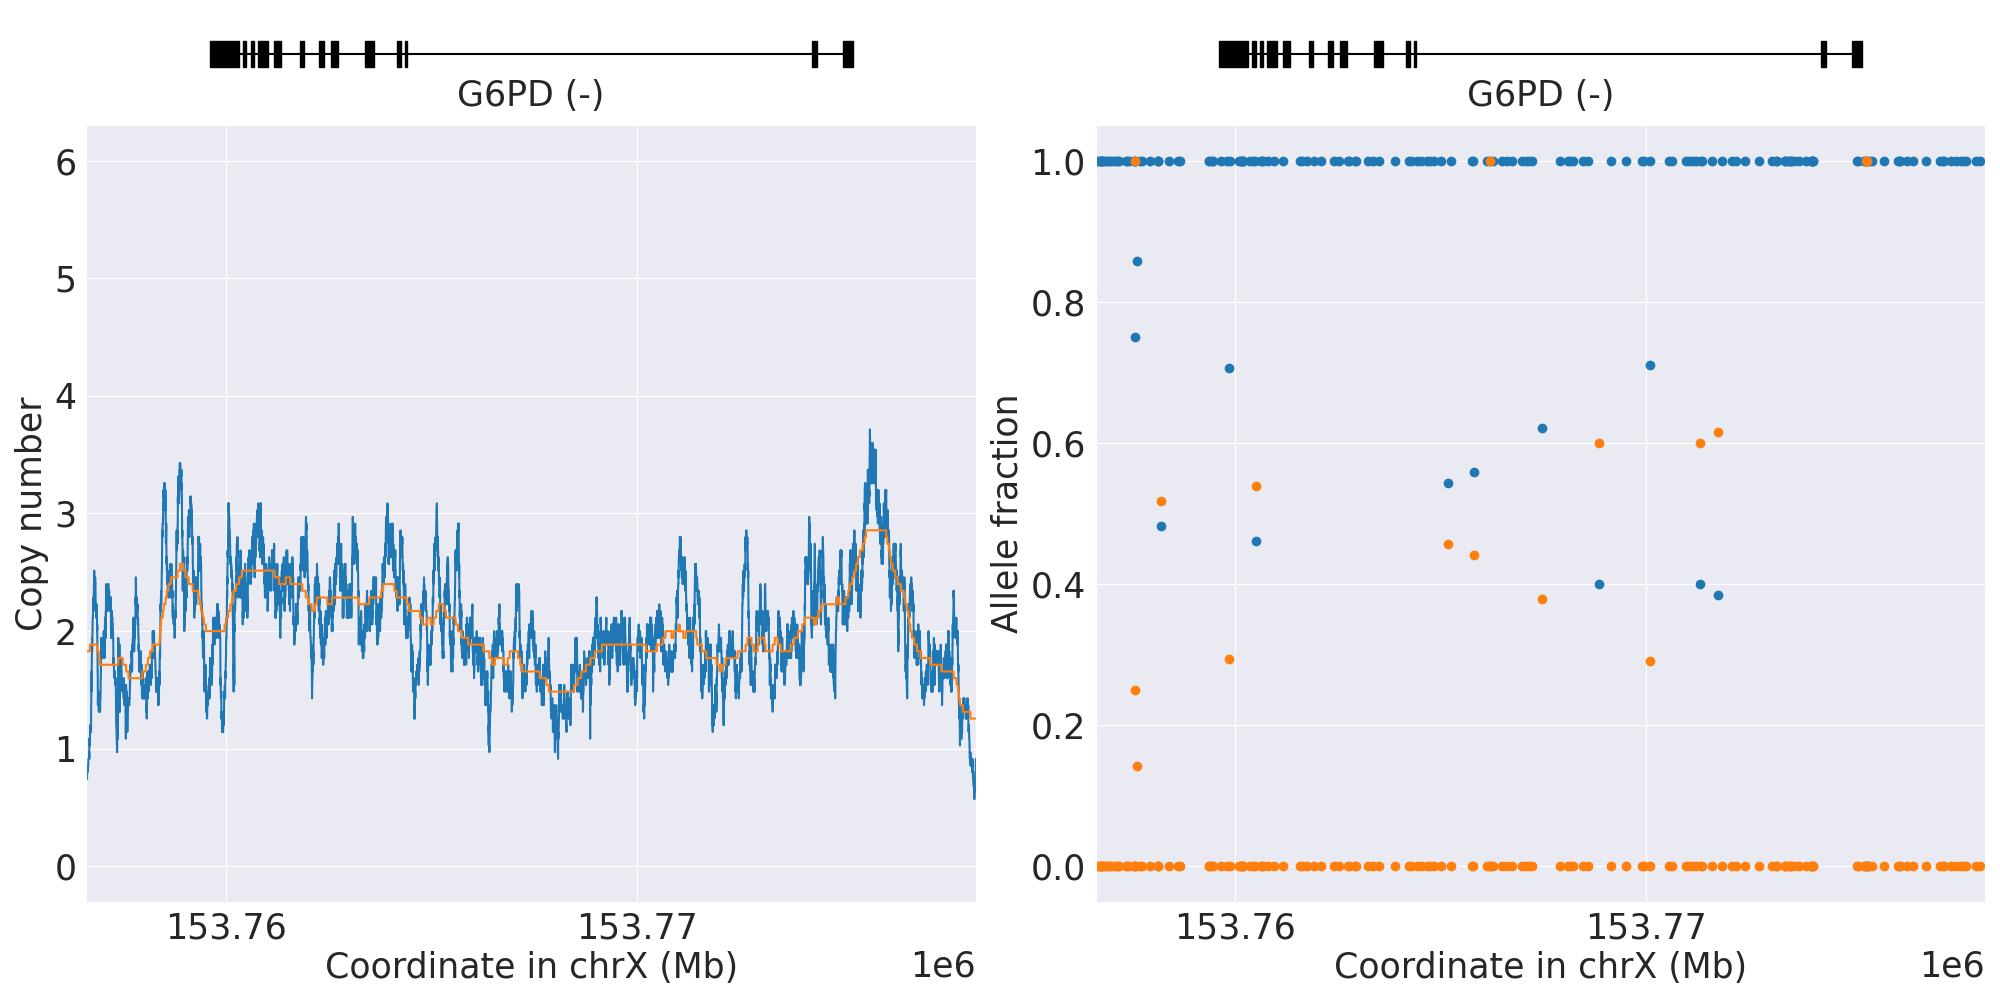 G6PD (-)
6
5
4
3
2
1
0
Copy number
153.76
153.77
Coordinate in chrX (Mb)
1e6
G6PD (-)
1.0
0.8
0.6
0.4
0.2
0.0
Allele fraction
153.76
153.77
Coordinate in chrX (Mb)
1e6